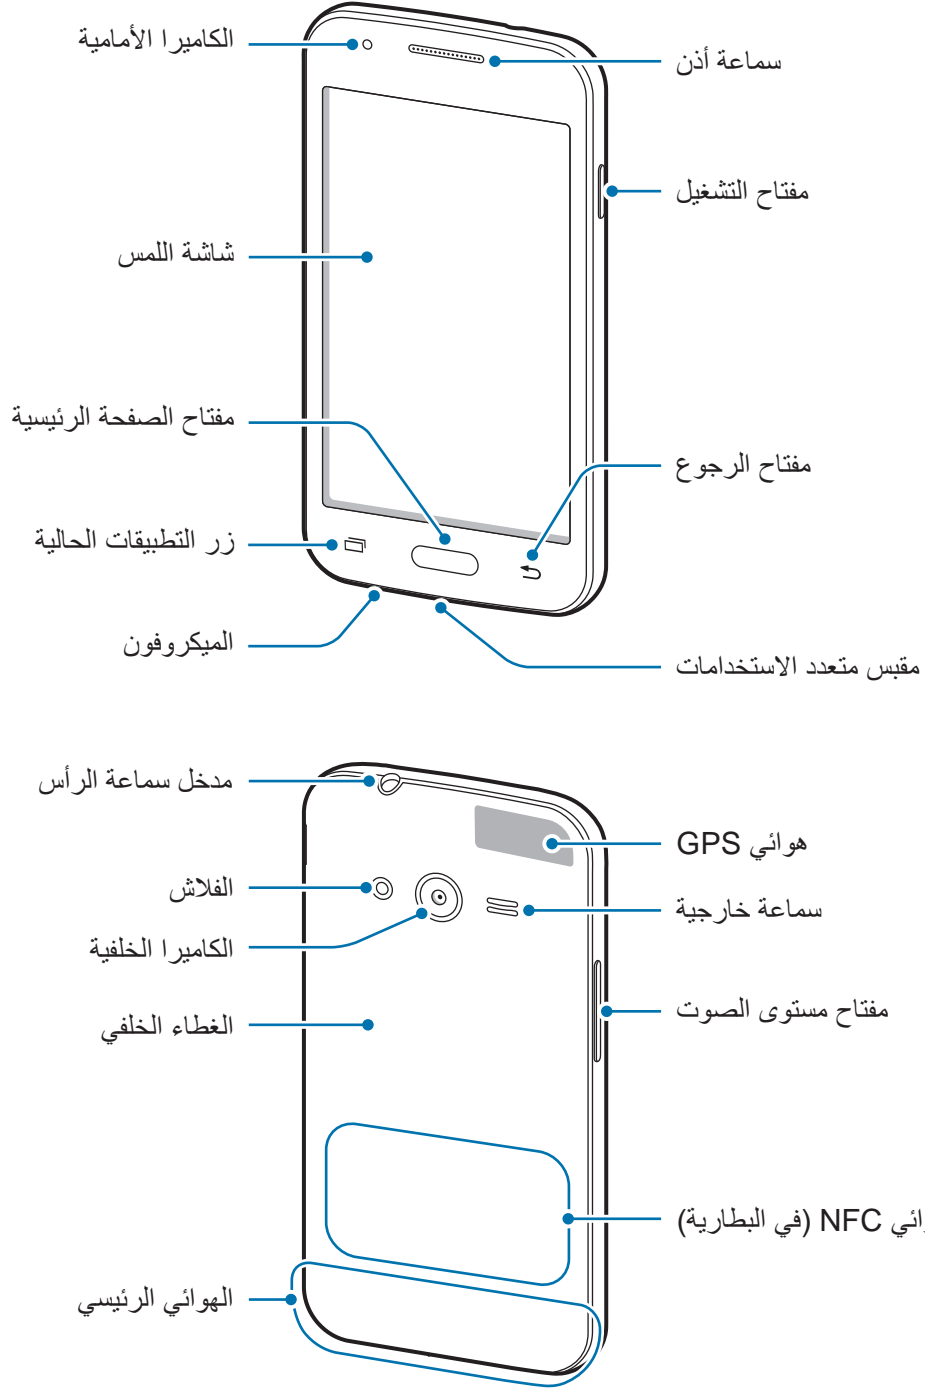 الكاميرا الأمامية
سماعة أذن
مفتاح التشغيل
شاشة اللمس
مفتاح الصفحة الرئيسية
مفتاح الرجوع
زر التطبيقات الحالية
الميكروفون
مقبس متعدد الاستخدامات
مدخل سماعة الرأس
هوائي GPS
الفلاش
سماعة خارجية
الكاميرا الخلفية
مفتاح مستوى الصوت
الغطاء الخلفي
NFC (في البطارية)
الهوائي الرئيسي